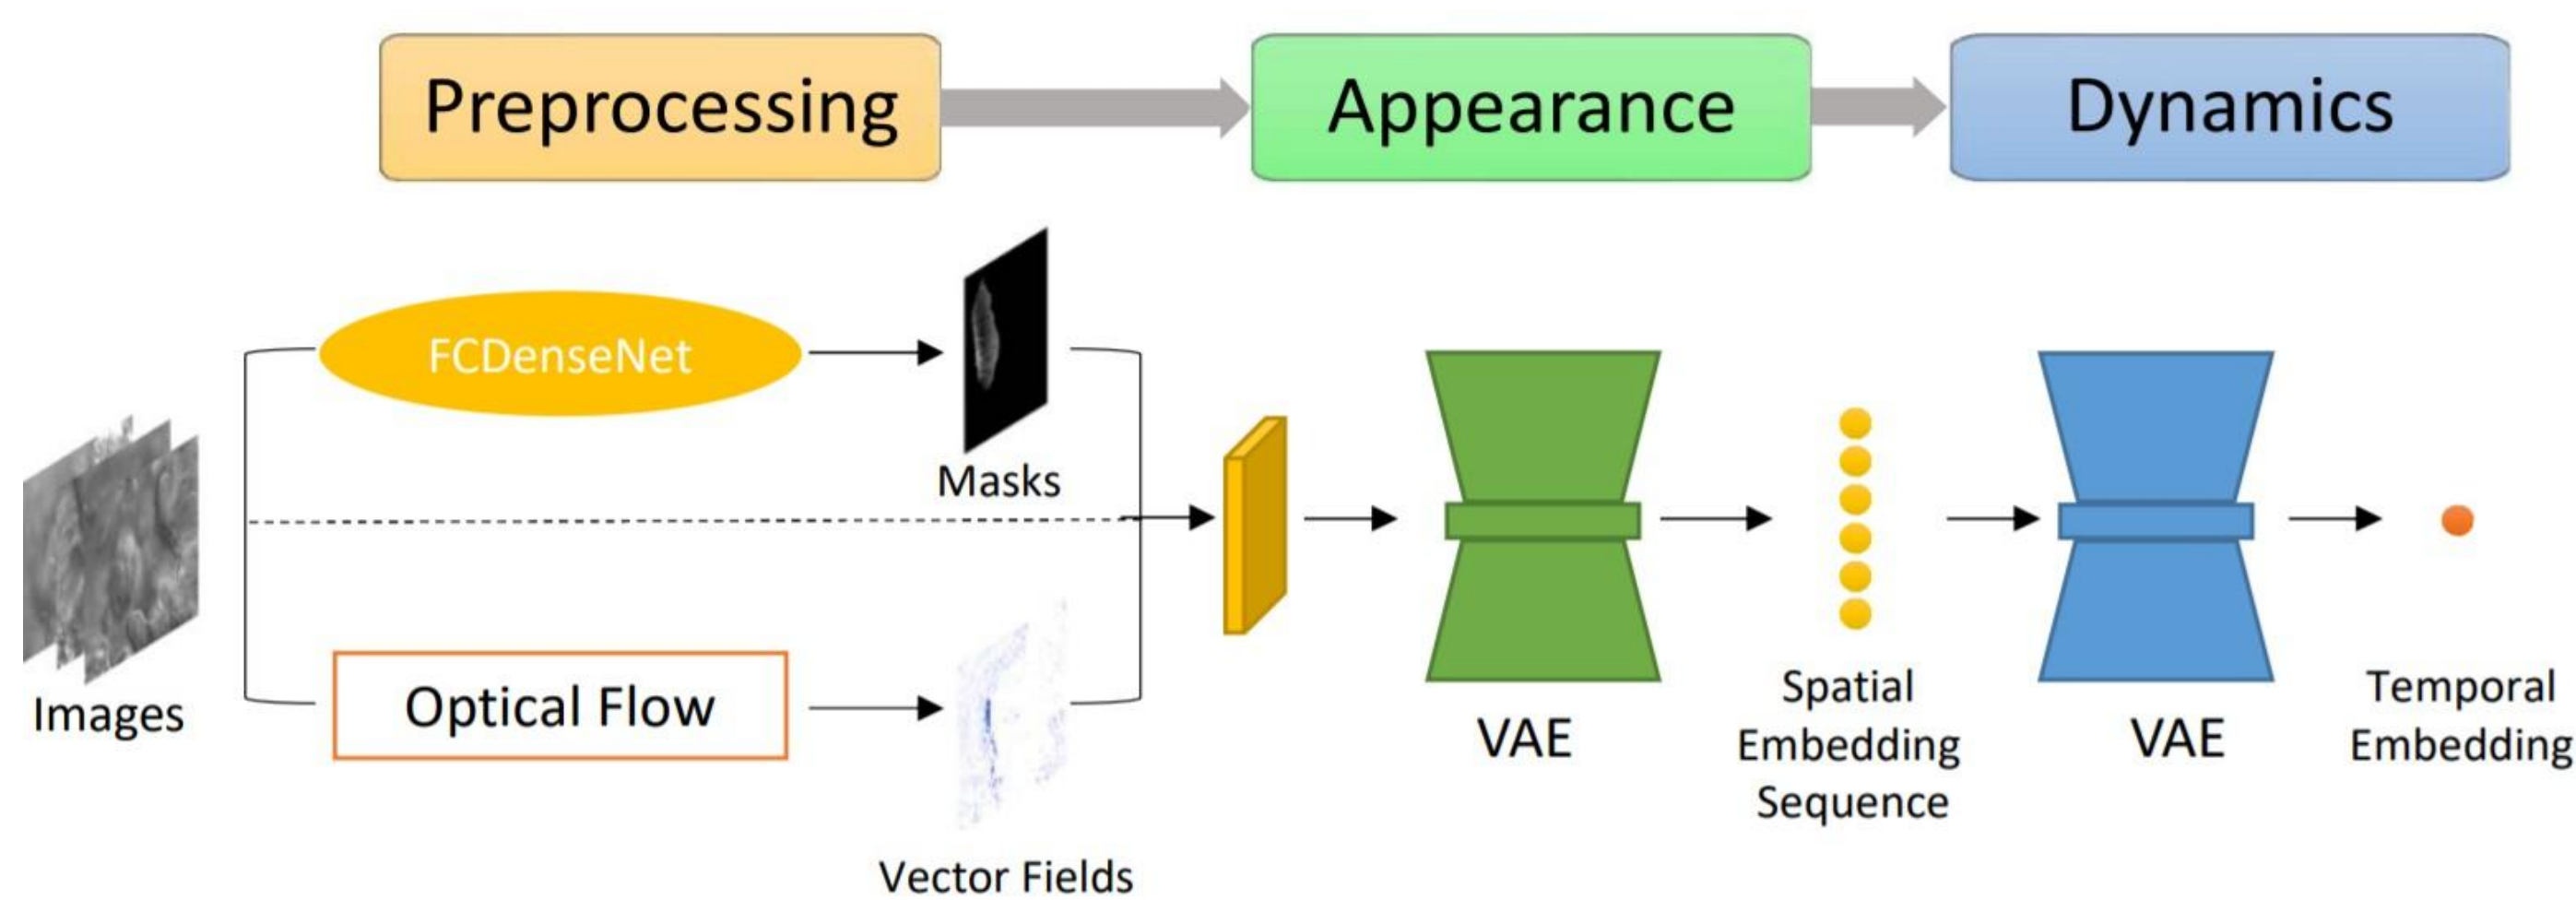 Preprocessing
Appearance
Dynamics
FCDenseNet
Masks
Images
Optical Flow
Vector Fields
VAE
Spatial
Embedding
Sequence
VAE
Temporal
Embedding